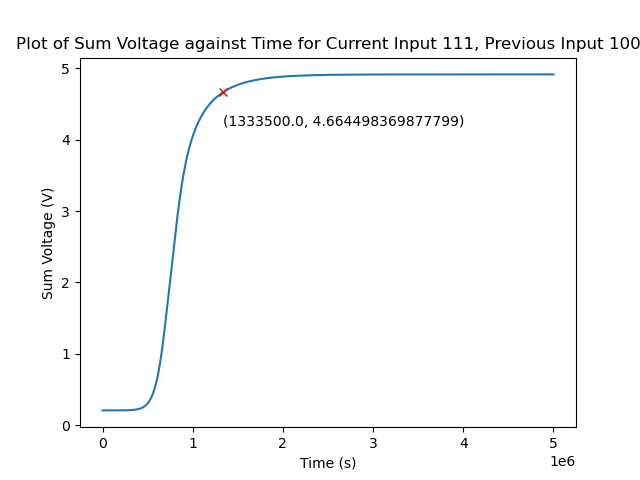 Plot of Sum Voltage against Time for Current Input 111, Previous Input 100
5
4
3
2
1
0
Sum Voltage (V)
(1333500.0, 4.664498369877799)
0 1 2 3 4 5
1e6
Time (s)